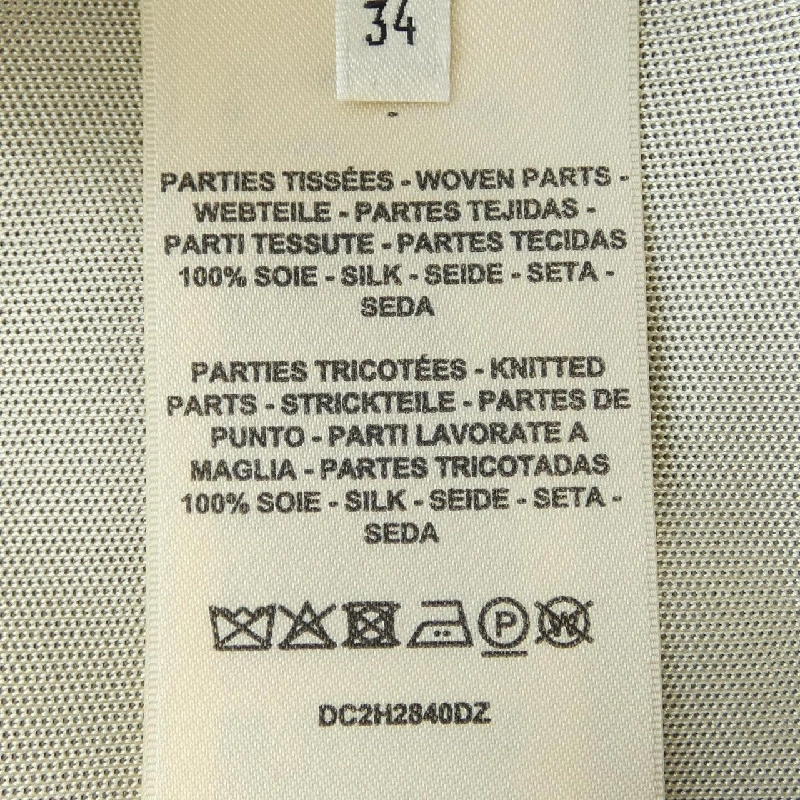 34
PARTIES TISSÉES - WOVEN PARTS -
WEBTEILE - PARTES TEJIDAS -
PARTI TESSUTE - PARTES TECIDAS
100% SOIE - SILK - SEIDE - SETA -
SEDA
PARTIES TRICOTÉES - KNITTED
PARTS - STRICKTEILE - PARTES DE
PUNTO - PARTI LAVORATE A
MAGLIA - PARTES TRICOTADAS
100% SOIE - SILK - SEIDE - SETA -
SEDA
P W
DC2H2840DZ